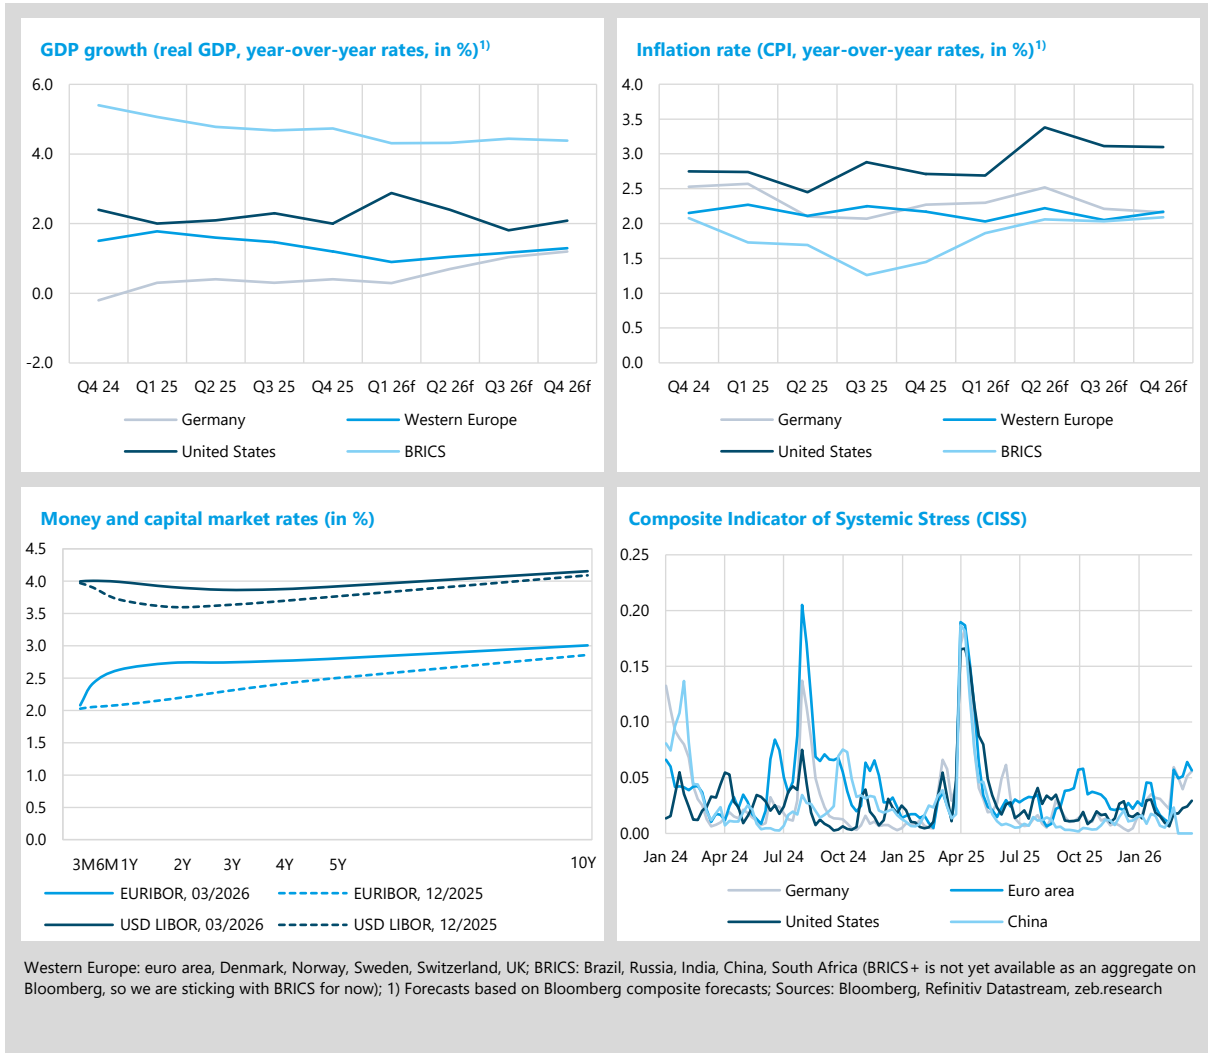 GDP growth (real GDP, year-over-year rates, in %)1)
6.0
4.0
2.0
0.0
-2.0
Q4 24 Q1 25 Q2 25 Q3 25 Q4 25 Q1 26f Q2 26f Q3 26f Q4 26f
Germany Western Europe
United States BRICS
Inflation rate (CPI, year-over-year rates, in %)1)
4.0
3.5
3.0
2.5
2.0
1.5
1.0
0.5
0.0
Q4 24 Q1 25 Q2 25 Q3 25 Q4 25 Q1 26f Q2 26f Q3 26f Q4 26f
Germany Western Europe
United States BRICS
Money and capital market rates (in %)
4.5
4.0
3.5
3.0
2.5
2.0
1.5
1.0
0.5
0.0
3M 6M 1Y 2Y 3Y 4Y 5Y 10Y
EURIBOR, 03/2026 EURIBOR, 12/2025
USD LIBOR, 03/2026 USD LIBOR, 12/2025
Composite Indicator of Systemic Stress (CISS)
0.25
0.20
0.15
0.10
0.05
0.00
Jan 24 Apr 24 Jul 24 Oct 24 Jan 25 Apr 25 Jul 25 Oct 25 Jan 26
Germany Euro area
United States China
Western Europe: euro area, Denmark, Norway, Sweden, Switzerland, UK; BRICS: Brazil, Russia, India, China, South Africa (BRICS+ is not yet available as an aggregate on
Bloomberg, so we are sticking with BRICS for now); 1) Forecasts based on Bloomberg composite forecasts; Sources: Bloomberg, Refinitiv Datastream, zeb.research